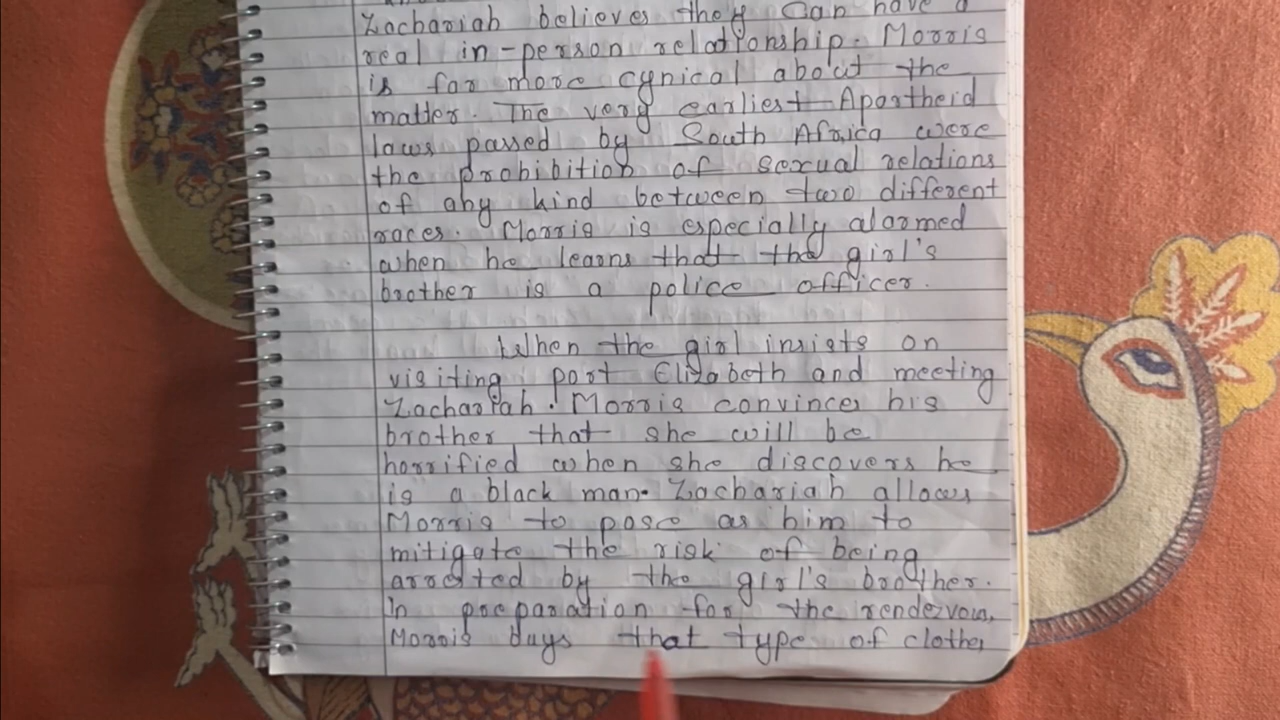 Zachariah believes they can have a
real in-person relationship. Morris
is far more cynical about the
matter. The very earliest Apartheid
laws passed by South Africa were
the prohibition of sexual relations
of any kind between two different
races. Morris is especially alarmed
when he learns that the girl's
brother is a police officer.
When the girl insists on
visiting port Elizabeth and meeting
Zachariah. Morris convinces his
brother that she will be
horrified when she discovers he
is a black man. Zachariah allows
Morris to pose as him to
mitigate the risk of being
arrested by the girl's brother.
In preparation for the rendezvous,
Morris buys that type of clothes